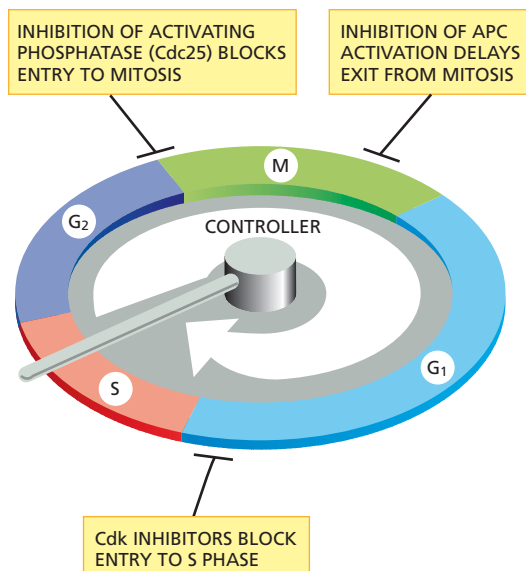 INHIBITION OF ACTIVATING
PHOSPHATASE (Cdc25) BLOCKS
ENTRY TO MITOSIS
INHIBITION OF APC
ACTIVATION DELAYS
EXIT FROM MITOSIS
M
G₂
CONTROLLER
S
G₁
Cdk INHIBITORS BLOCK
ENTRY TO S PHASE